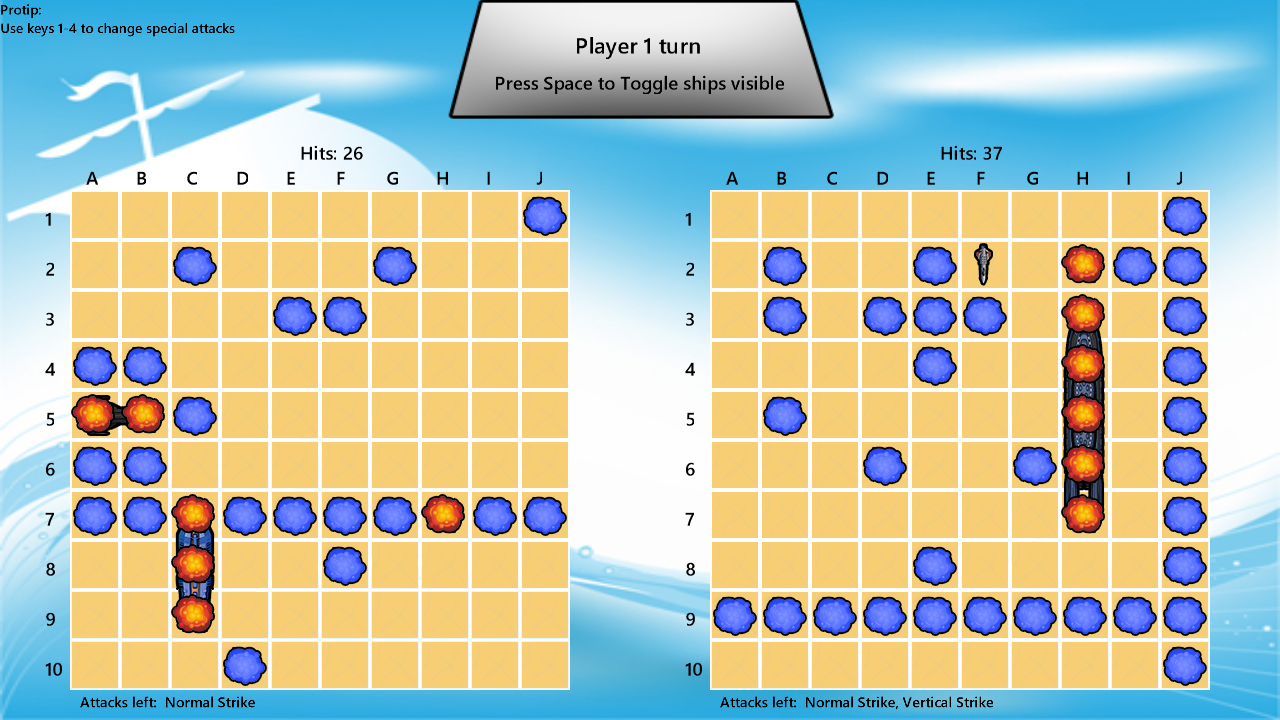 Protip:
Use keys 1-4 to change special attacks
Player 1 turn
Press Space to Toggle ships visible
Hits: 26
A B C D E F G H I J
1
2
3
4
5
6
7
8
9
10
Attacks left: Normal Strike
Hits: 37
A B C D E F G H I J
1
2
3
4
5
6
7
8
9
10
Attacks left: Normal Strike, Vertical Strike